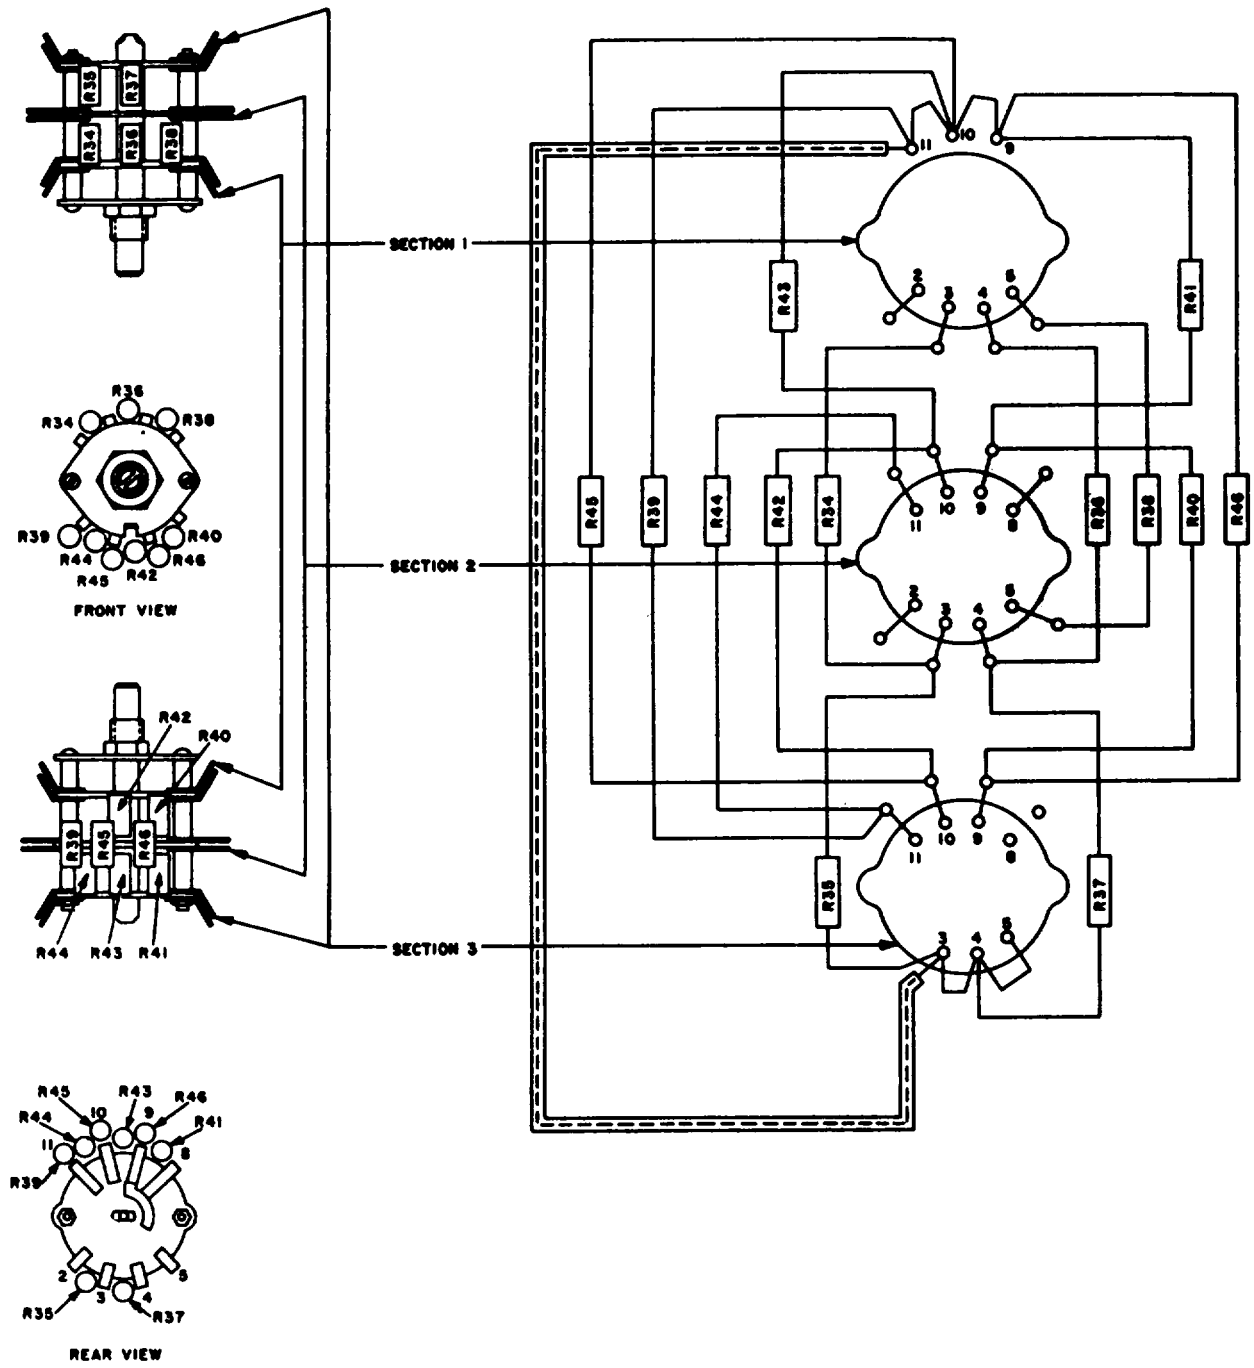 R35
R37
R34
R36
R38
SECTION 1
11
10
9
2
3
4
5
R43
R41
R36
R34
R38
R39
R40
R44
R46
R45
R42
FRONT VIEW
R45
R39
R44
R42
R34
R36
R38
R40
R46
10
9
11
8
SECTION 2
2
3
4
5
R42
R40
R39
R45
R46
R44
R43
R41
10
9
11
8
R35
R37
SECTION 3
3
4
5
R45
R43
R46
R44
10
9
R41
11
8
R39
2
5
3
4
R35
R37
REAR VIEW